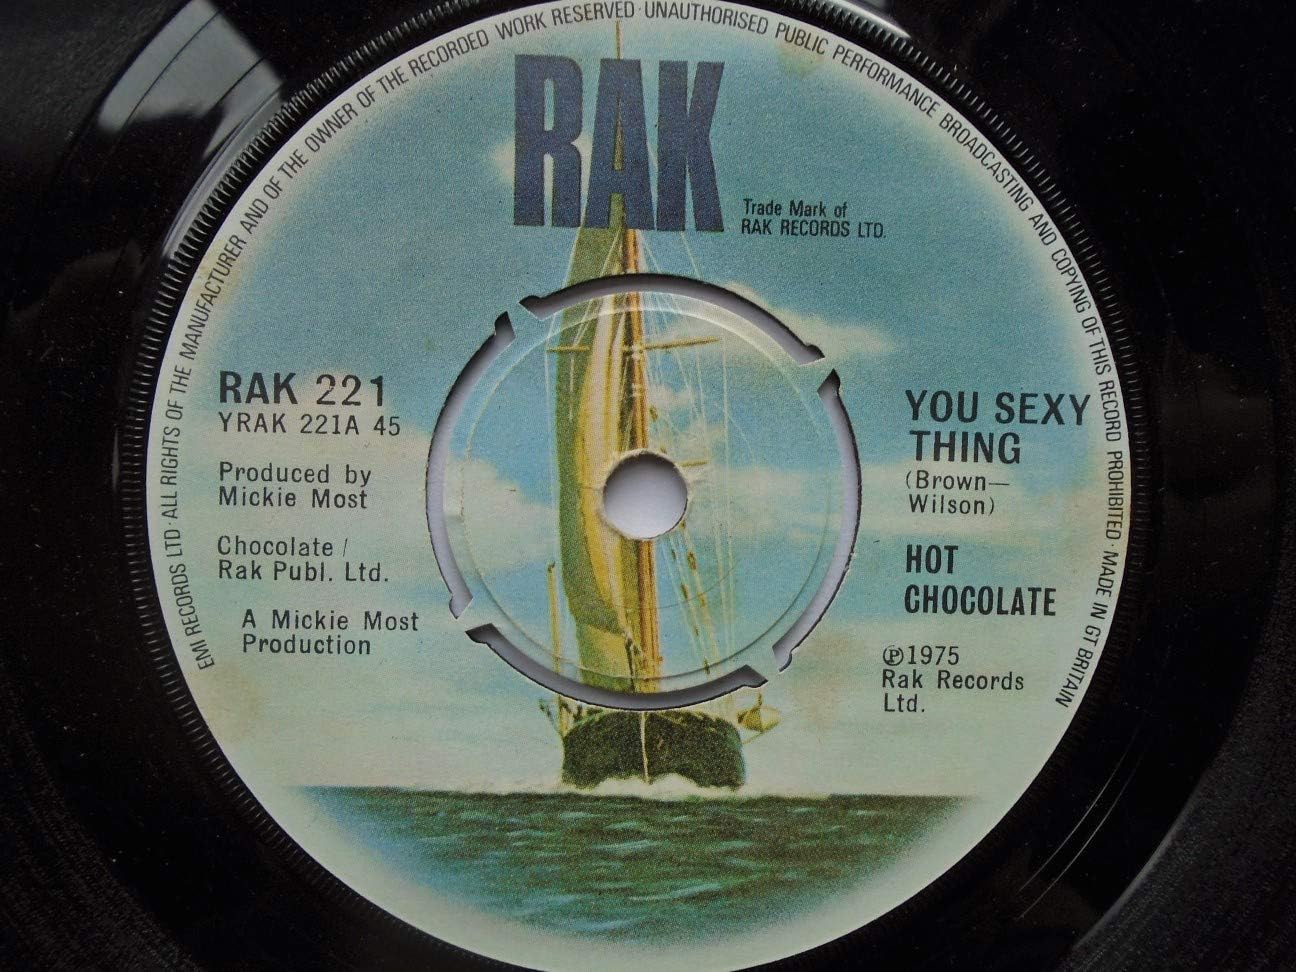 EMI RECORDS LTD · ALL RIGHTS OF THE MANUFACTURER AND OF THE OWNER OF THE RECORDED WORK RESERVED · UNAUTHORISED PUBLIC PERFORMANCE BROADCASTING AND COPYING OF THIS RECORD PROHIBITED · MADE IN GT BRITAIN
RAK
Trade Mark of
RAK RECORDS LTD.
RAK 221
YRAK 221A 45
Produced by
Mickie Most
Chocolate /
Rak Publ. Ltd.
A Mickie Most
Production
YOU SEXY
THING
(Brown—
Wilson)
HOT
CHOCOLATE
℗1975
Rak Records
Ltd.